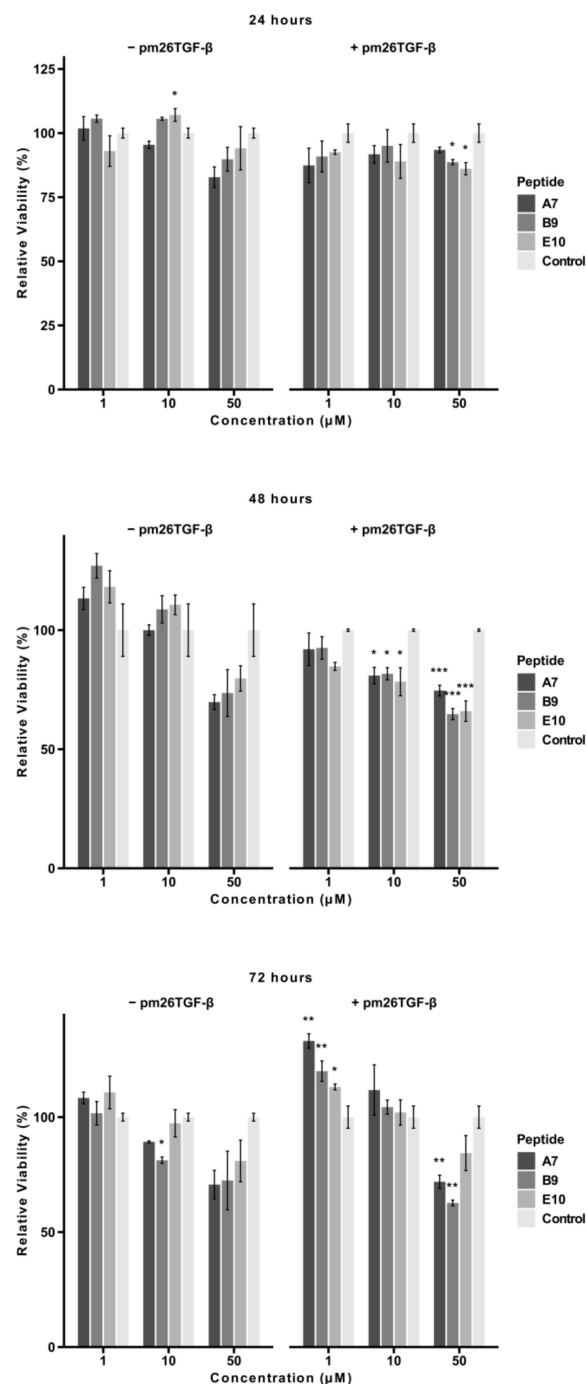 24 hours
− pm26TGF-β
+ pm26TGF-β
Relative Viability (%)
125
100
75
50
25
0
*
* *
1 10 50 1 10 50
Concentration (μM)
Peptide
A7
B9
E10
Control
48 hours
− pm26TGF-β
+ pm26TGF-β
Relative Viability (%)
100
50
0
* * *
*** *** ***
1 10 50 1 10 50
Concentration (μM)
Peptide
A7
B9
E10
Control
72 hours
− pm26TGF-β
+ pm26TGF-β
Relative Viability (%)
100
50
0
*
** ** *
** **
1 10 50 1 10 50
Concentration (μM)
Peptide
A7
B9
E10
Control